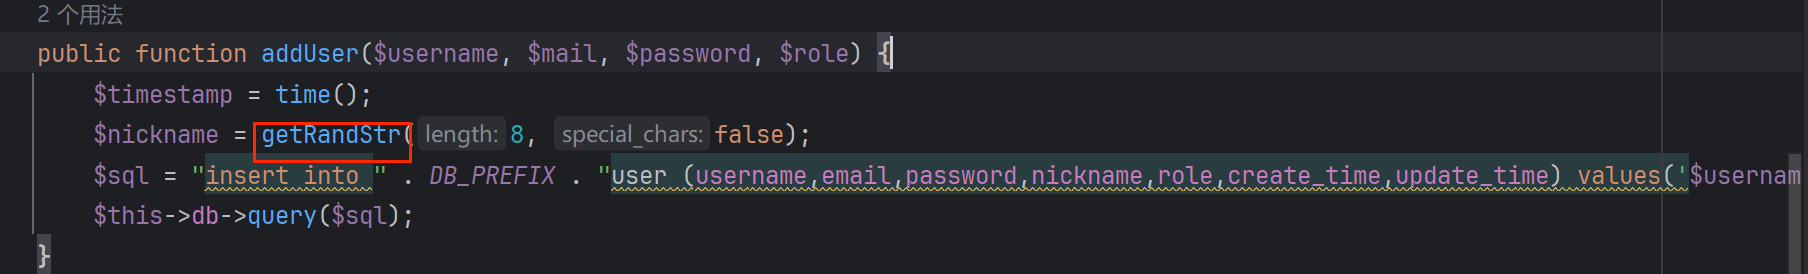 2 个用法
public function addUser($username, $mail, $password, $role) {
$timestamp = time();
$nickname = getRandStr( length: 8, special_chars: false);
$sql = "insert into " . DB_PREFIX . "user (username,email,password,nickname,role,create_time,update_time) values('$usernam
$this->db->query($sql);
}